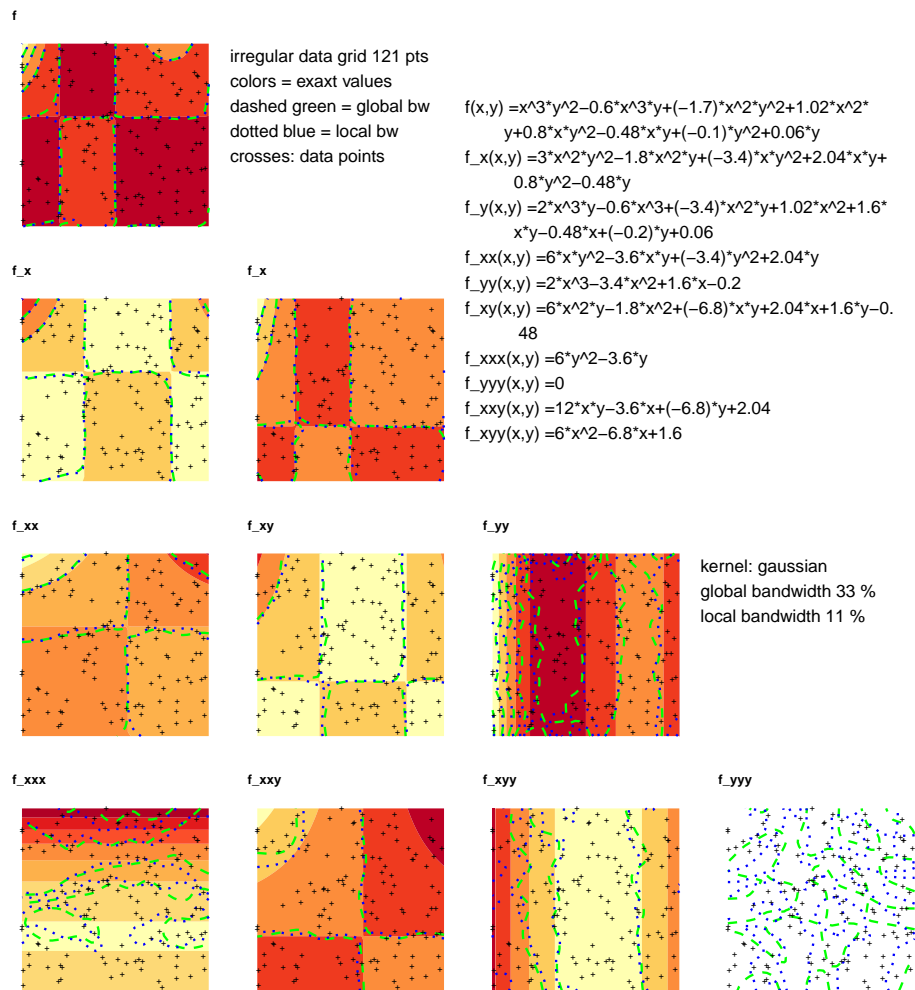 f
irregular data grid 121 pts
colors = exaxt values
dashed green = global bw
dotted blue = local bw
crosses: data points
f(x,y) =x^3*y^2−0.6*x^3*y+(−1.7)*x^2*y^2+1.02*x^2*
y+0.8*x*y^2−0.48*x*y+(−0.1)*y^2+0.06*y
f_x(x,y) =3*x^2*y^2−1.8*x^2*y+(−3.4)*x*y^2+2.04*x*y+
0.8*y^2−0.48*y
f_y(x,y) =2*x^3*y−0.6*x^3+(−3.4)*x^2*y+1.02*x^2+1.6*
x*y−0.48*x+(−0.2)*y+0.06
f_xx(x,y) =6*x*y^2−3.6*x*y+(−3.4)*y^2+2.04*y
f_yy(x,y) =2*x^3−3.4*x^2+1.6*x−0.2
f_xy(x,y) =6*x^2*y−1.8*x^2+(−6.8)*x*y+2.04*x+1.6*y−0.
48
f_xxx(x,y) =6*y^2−3.6*y
f_yyy(x,y) =0
f_xxy(x,y) =12*x*y−3.6*x+(−6.8)*y+2.04
f_xyy(x,y) =6*x^2−6.8*x+1.6
f_x
f_x
f_xx
f_xy
f_yy
kernel: gaussian
global bandwidth 33 %
local bandwidth 11 %
f_xxx
f_xxy
f_xyy
f_yyy